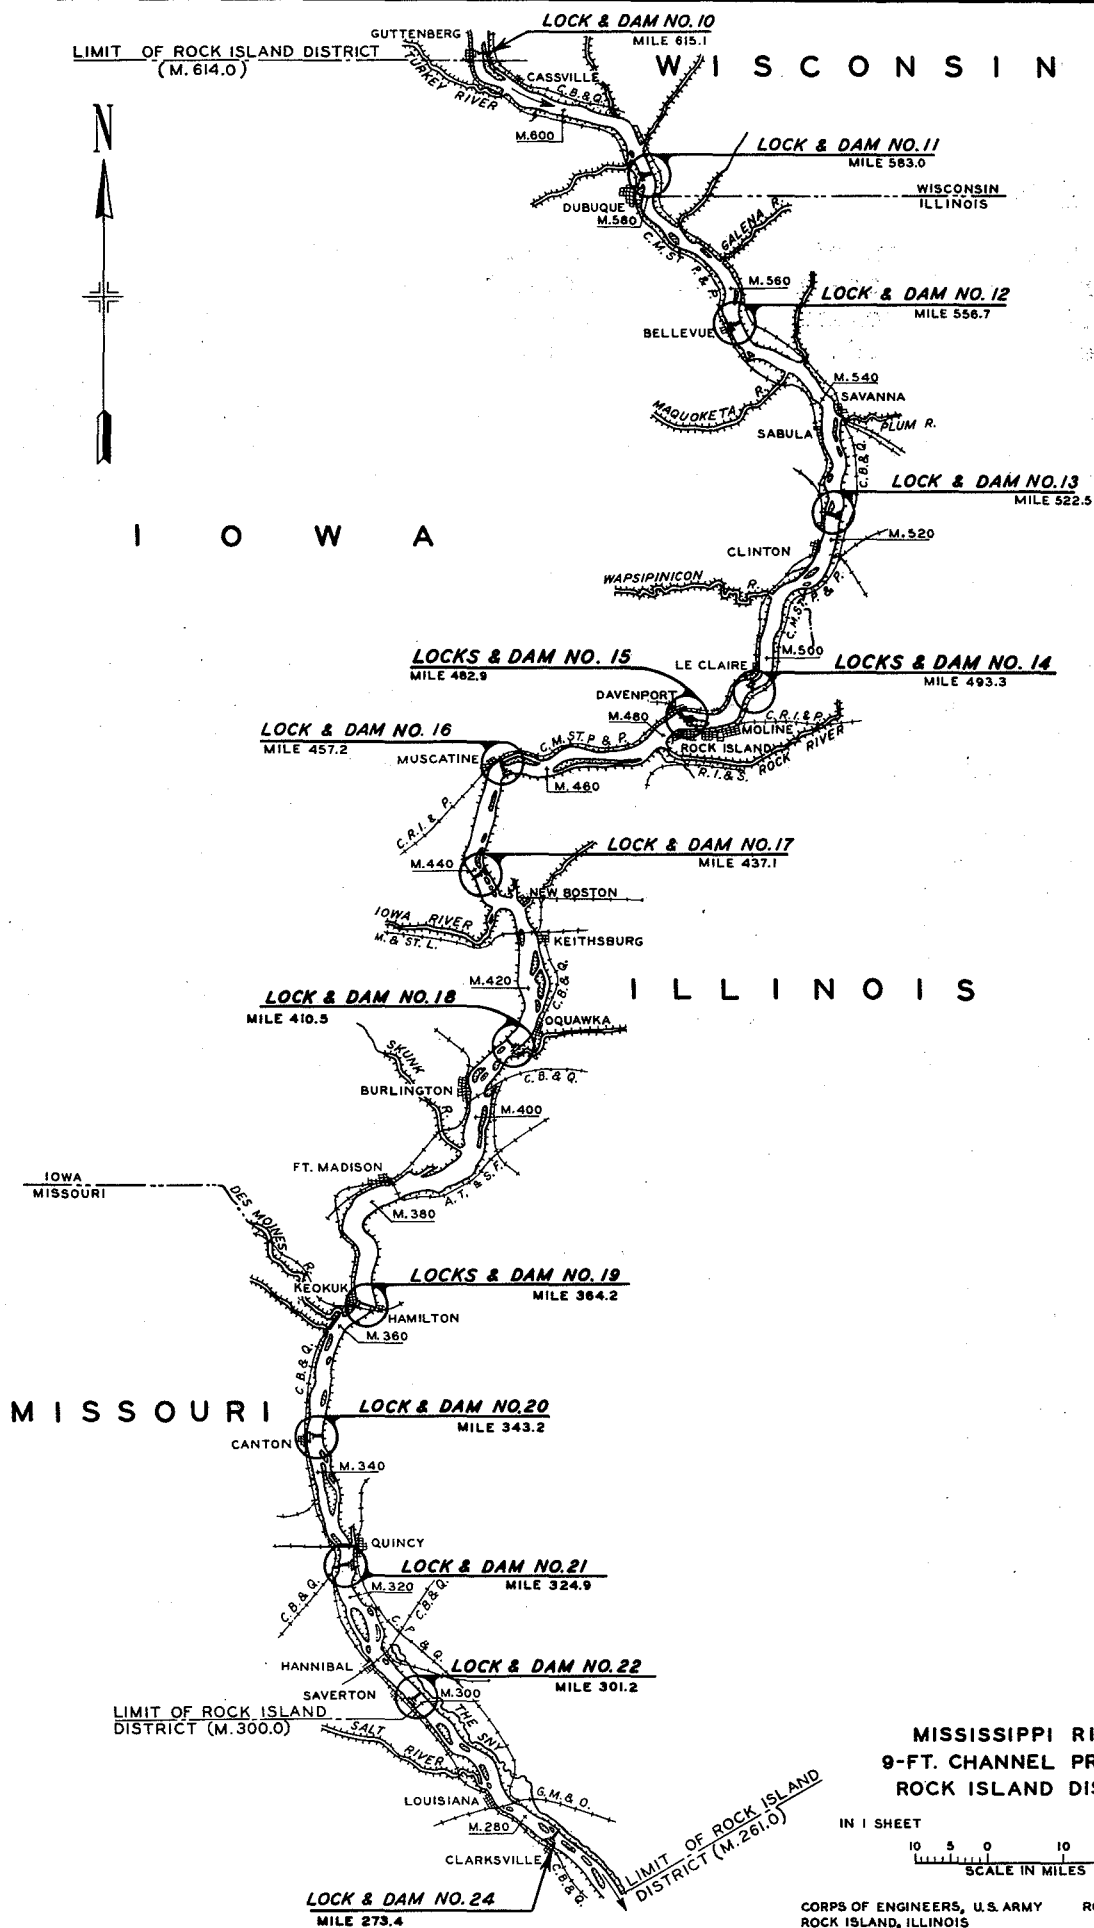 LOCK & DAM NO. 10
MILE 615.1
GUTTENBERG
LIMIT OF ROCK ISLAND DISTRICT
(M. 614.0)
WISCONSIN
CASSVILLE
C.B.& Q.
TURKEY RIVER
N
M.600
LOCK & DAM NO. 11
MILE 583.0
WISCONSIN
ILLINOIS
DUBUQUE
M.580
GALENA R.
C.M.ST. P. & P.
M.560
LOCK & DAM NO. 12
MILE 556.7
BELLEVUE
M.540
SAVANNA
MAQUOKETA R.
PLUM R.
SABULA
C.B.& Q.
LOCK & DAM NO. 13
MILE 522.5
IOWA
M.520
CLINTON
WAPSIPINICON R.
C.M.ST. P. & P.
M.500
LOCKS & DAM NO. 15
MILE 482.9
LE CLAIRE
LOCKS & DAM NO. 14
MILE 493.3
DAVENPORT
M.480
C.R.I.& P.
MOLINE
LOCK & DAM NO. 16
MILE 457.2
C.M.ST. P & P.
ROCK ISLAND
ROCK RIVER
MUSCATINE
R.I.& S.
M.460
C.R.I. & P.
LOCK & DAM NO. 17
MILE 437.1
M.440
NEW BOSTON
IOWA RIVER
M. & ST. L.
KEITHSBURG
M.420
C.B.& Q.
ILLINOIS
LOCK & DAM NO. 18
MILE 410.5
OQUAWKA
SKUNK R.
C.B.& Q.
BURLINGTON
M.400
FT. MADISON
A.T. & S.F.
IOWA
MISSOURI
DES MOINES R.
M.380
LOCKS & DAM NO. 19
MILE 364.2
KEOKUK
HAMILTON
M.360
C.B.& Q.
MISSOURI
LOCK & DAM NO. 20
MILE 343.2
CANTON
M.340
QUINCY
LOCK & DAM NO. 21
MILE 324.9
M.320
C.B.& Q.
C.B.& Q.
C. P. & Q.
HANNIBAL
LOCK & DAM NO. 22
MILE 301.2
SAVERTON
M.300
LIMIT OF ROCK ISLAND
DISTRICT (M.300.0)
THE SNY
SALT RIVER
LOUISIANA
G.M.& O.
M.280
CLARKSVILLE
C.B.& Q.
LIMIT OF ROCK ISLAND
DISTRICT (M.261.0)
LOCK & DAM NO. 24
MILE 273.4
MISSISSIPPI RI
9-FT. CHANNEL PR
ROCK ISLAND DIS
IN 1 SHEET
10 5 0 10
SCALE IN MILES
CORPS OF ENGINEERS, U.S. ARMY RO
ROCK ISLAND, ILLINOIS